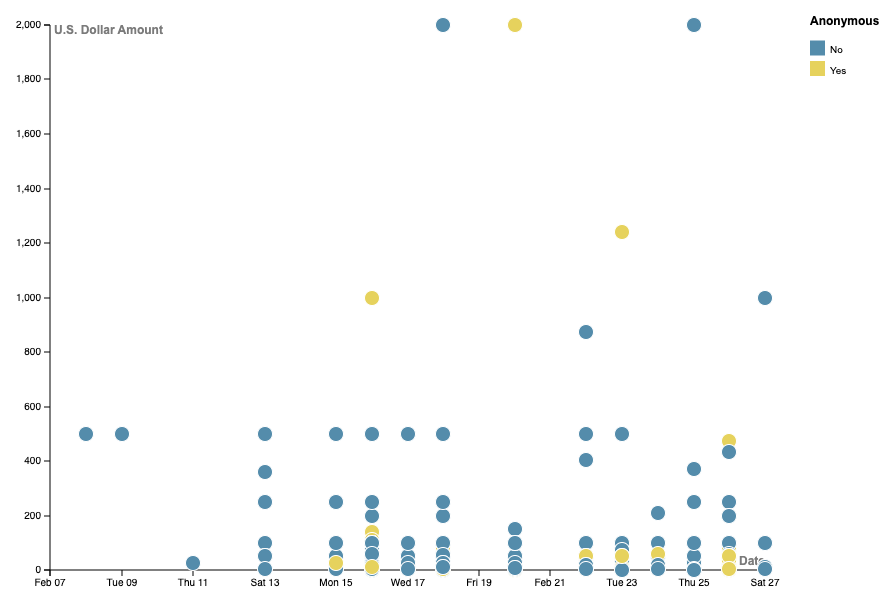 2,000
U.S. Dollar Amount
1,800
1,600
1,400
1,200
1,000
800
600
400
200
0
Date
Feb 07
Tue 09
Thu 11
Sat 13
Mon 15
Wed 17
Fri 19
Feb 21
Tue 23
Thu 25
Sat 27
Anonymous
No
Yes